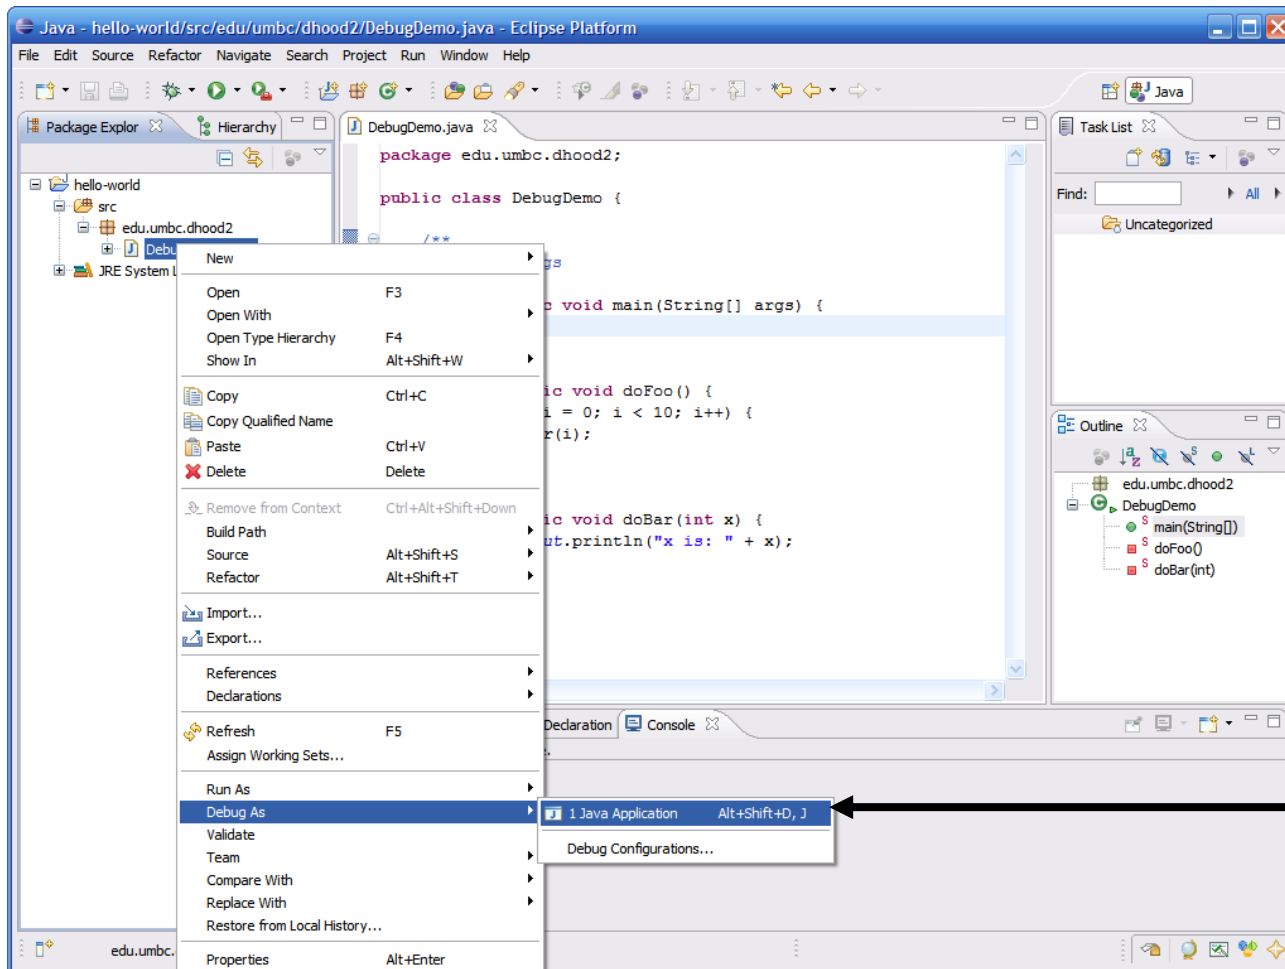 Java - hello-world/src/edu/umbc/dhood2/DebugDemo.java - Eclipse Platform
File Edit Source Refactor Navigate Search Project Run Window Help
Java
Package Explor Hierarchy
hello-world
src
edu.umbc.dhood2
Debu
JRE System L
DebugDemo.java
package edu.umbc.dhood2;
public class DebugDemo {
/**
gs
c void main(String[] args) {
ic void doFoo() {
i = 0; i < 10; i++) {
r(i);
ic void doBar(int x) {
ut.println("x is: " + x);
New
Open F3
Open With
Open Type Hierarchy F4
Show In Alt+Shift+W
Copy Ctrl+C
Copy Qualified Name
Paste Ctrl+V
Delete Delete
Remove from Context Ctrl+Alt+Shift+Down
Build Path
Source Alt+Shift+S
Refactor Alt+Shift+T
Import...
Export...
References
Declarations
Refresh F5
Assign Working Sets...
Run As
Debug As
Validate
Team
Compare With
Replace With
Restore from Local History...
Properties Alt+Enter
1 Java Application Alt+Shift+D, J
Debug Configurations...
Declaration Console
Task List
Find: All
Uncategorized
Outline
edu.umbc.dhood2
DebugDemo
main(String[])
doFoo()
doBar(int)
edu.umbc.